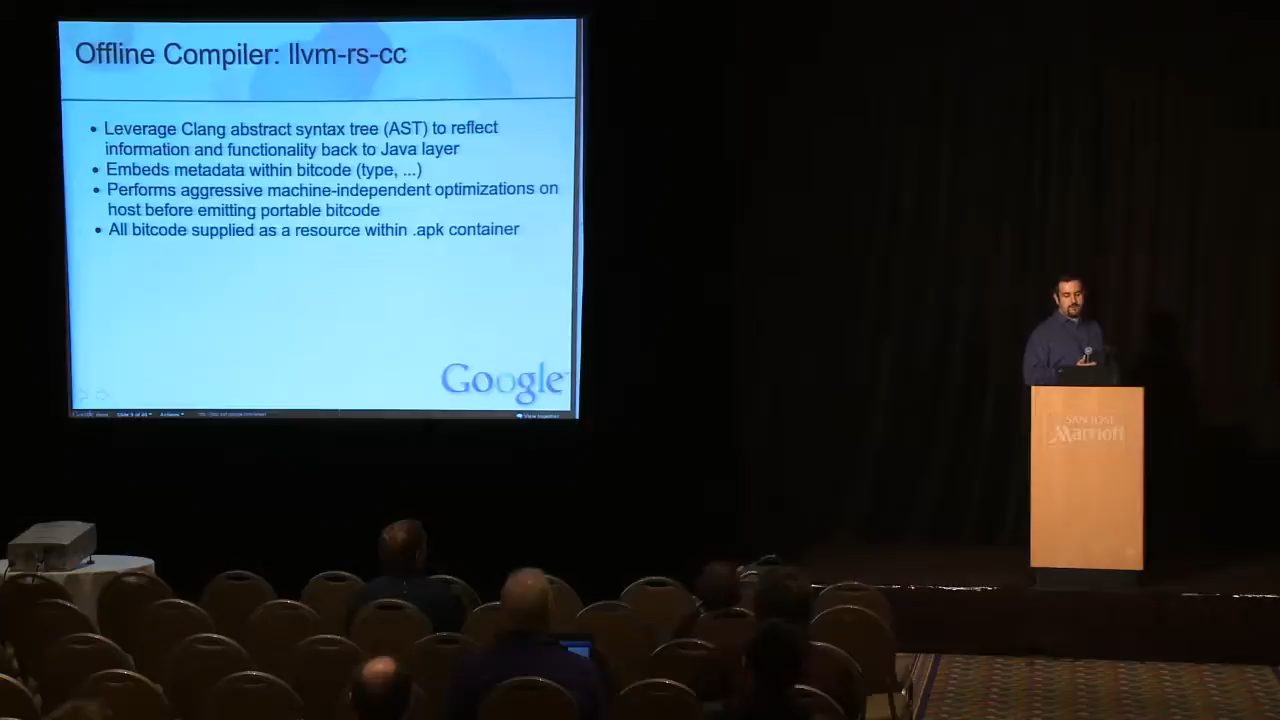 Offline Compiler: llvm-rs-cc
• Leverage Clang abstract syntax tree (AST) to reflect
information and functionality back to Java layer
• Embeds metadata within bitcode (type, ...)
• Performs aggressive machine-independent optimizations on
host before emitting portable bitcode
• All bitcode supplied as a resource within .apk container
Google
SAN JOSE
Marriott